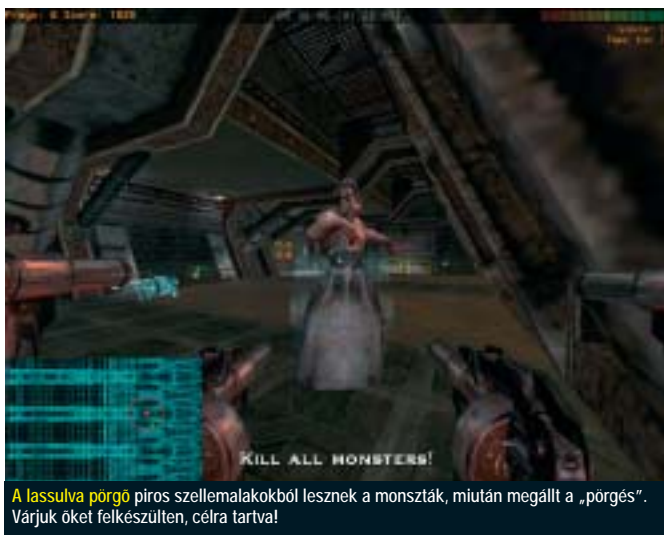 KILL ALL MONSTERS!
A lassulva pörgő piros szellemalakokból lesznek a monszták, miután megállt a „pörgés”.
Várjuk őket felkészülten, célra tartva!